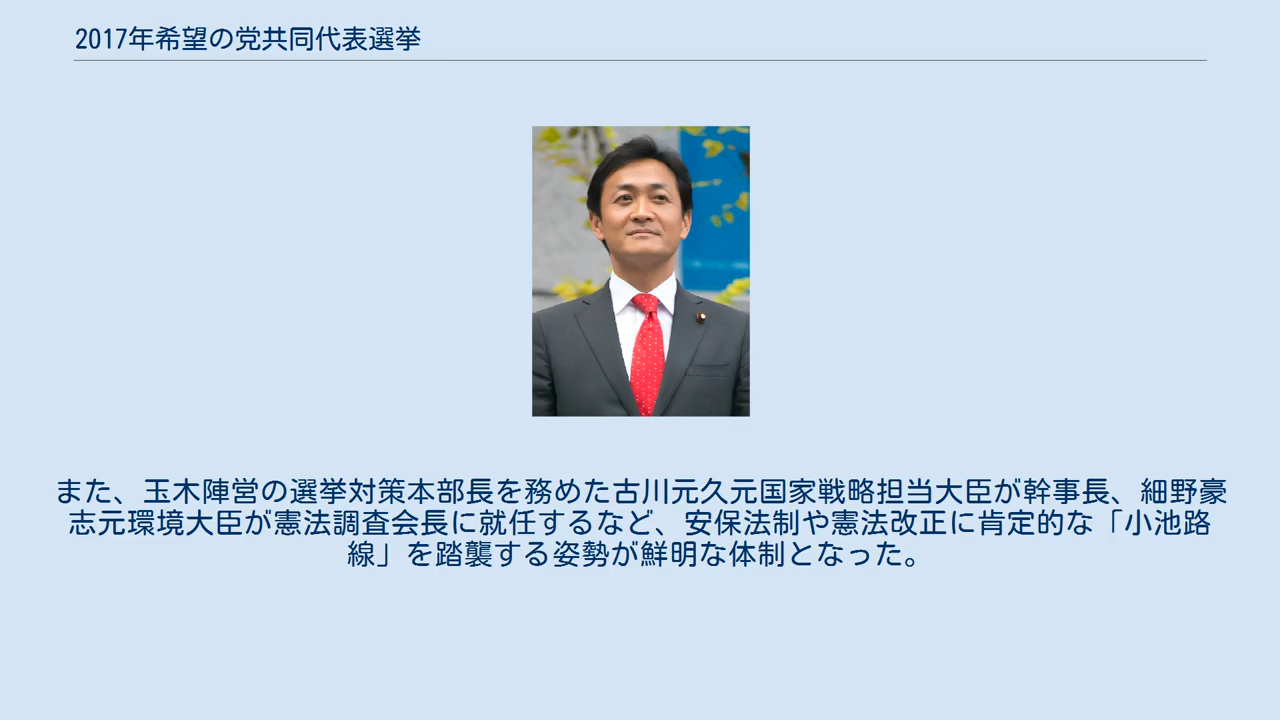 2017年希望の党共同代表選挙
また、玉木陣営の選挙対策本部長を務めた古川元久元国家戦略担当大臣が幹事長、細野豪
志元環境大臣が憲法調査会長に就任するなど、安保法制や憲法改正に肯定的な「小池路
線」を踏襲する姿勢が鮮明な体制となった。